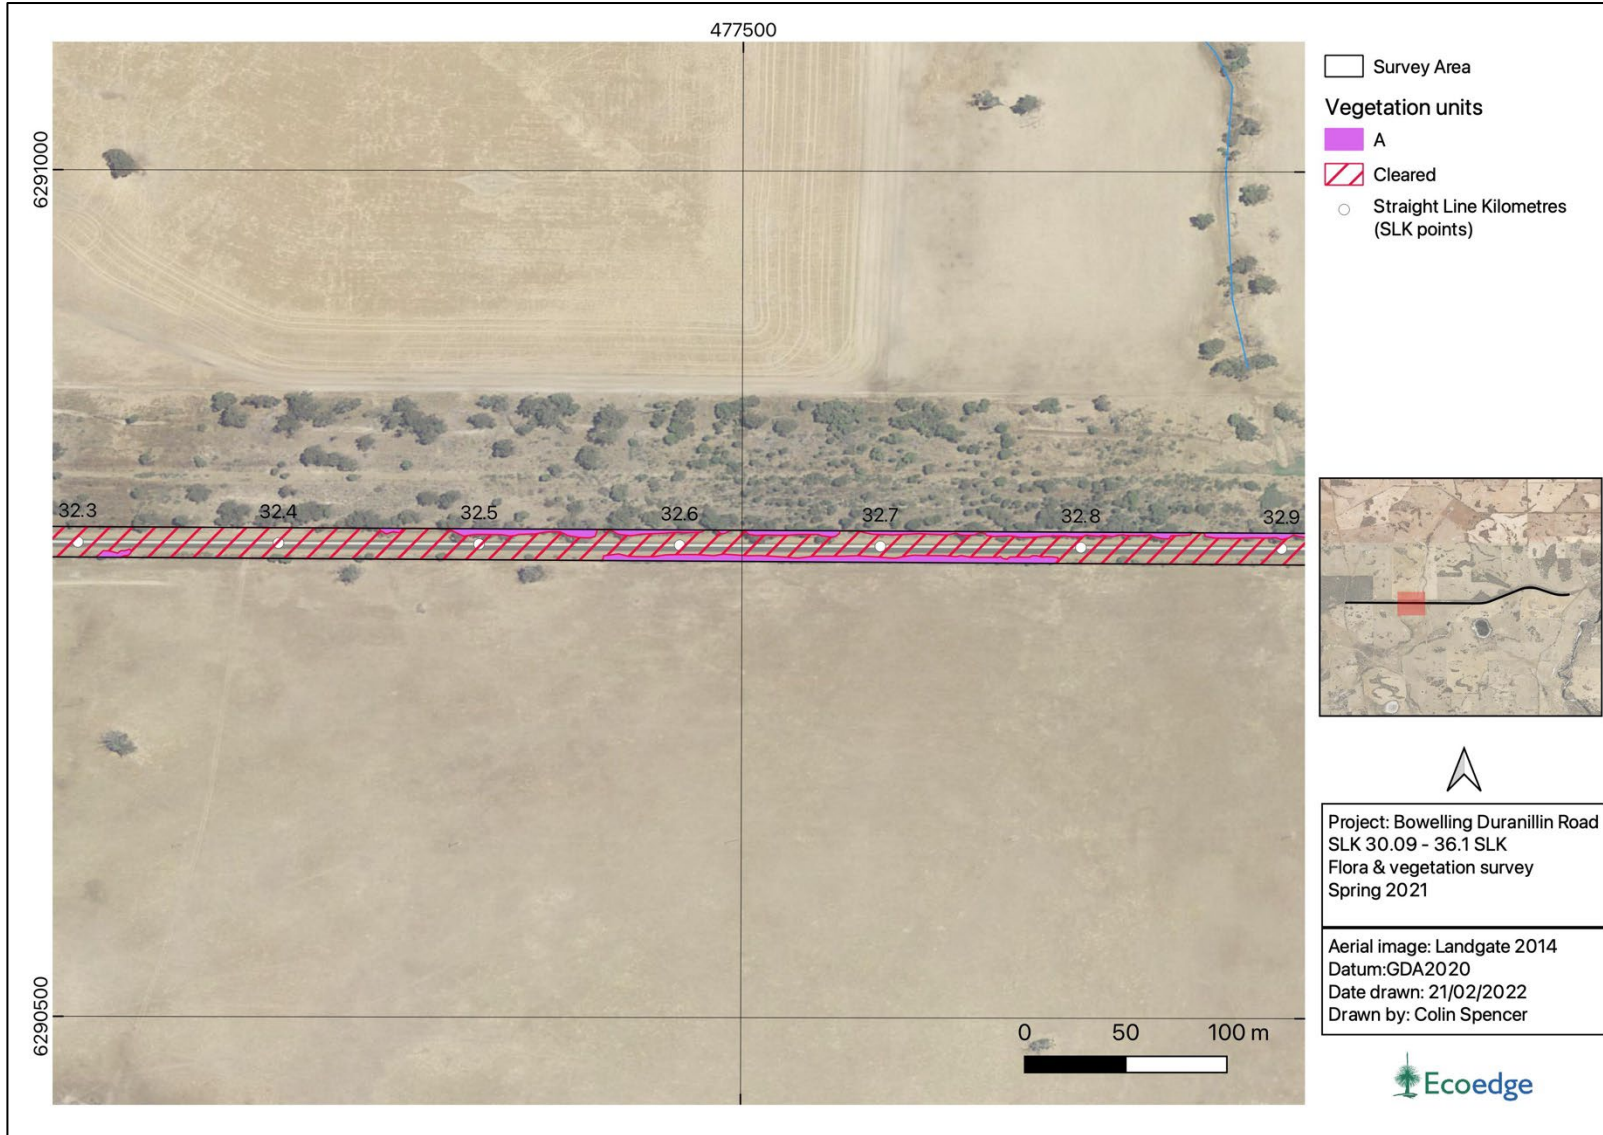 477500
6291000
6290500
32.3
32.4
32.5
32.6
32.7
32.8
32.9
0 50 100 m
Survey Area
Vegetation units
A
Cleared
Straight Line Kilometres
(SLK points)
Project: Bowelling Duranillin Road
SLK 30.09 - 36.1 SLK
Flora & vegetation survey
Spring 2021
Aerial image: Landgate 2014
Datum:GDA2020
Date drawn: 21/02/2022
Drawn by: Colin Spencer
Ecoedge